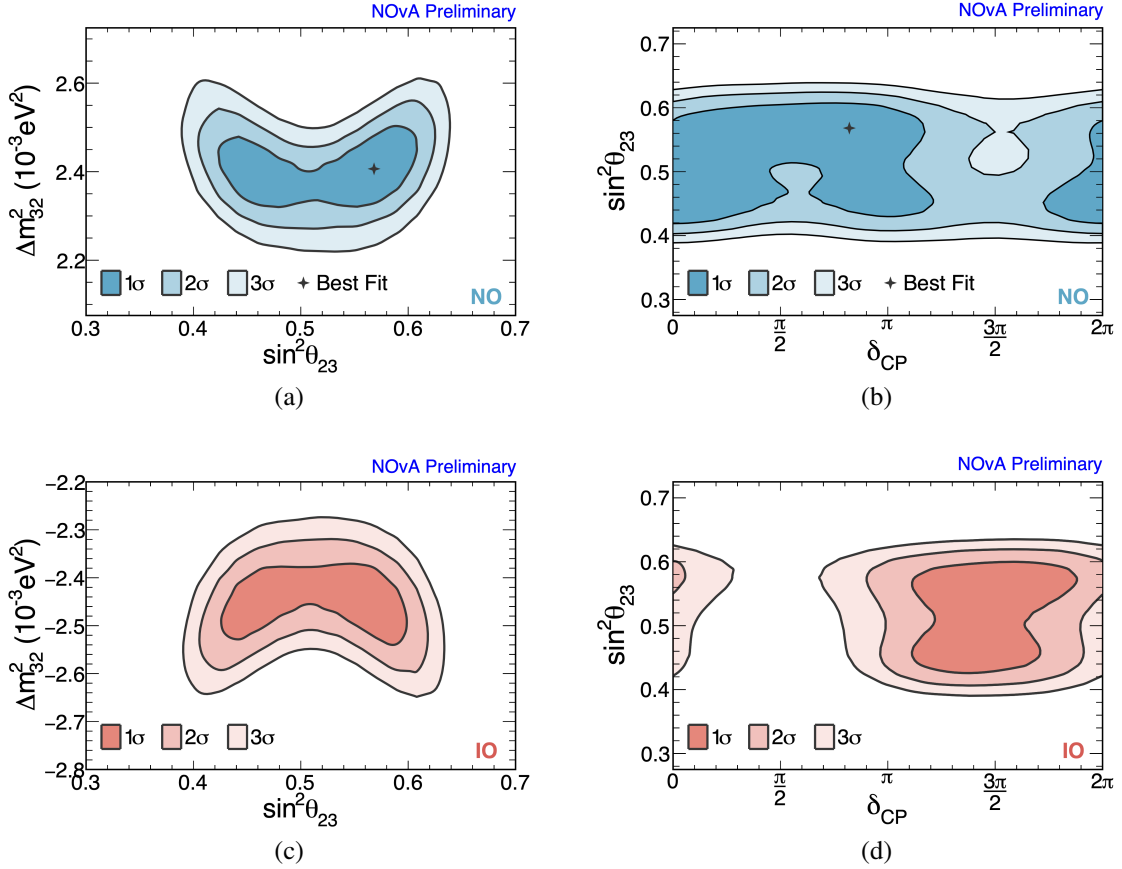 NOvA Preliminary
Δm²₃₂ (10⁻³eV²)
2.6
2.4
2.2
1σ 2σ 3σ Best Fit
NO
0.3 0.4 0.5 0.6 0.7
sin²θ₂₃
(a)
NOvA Preliminary
sin²θ₂₃
0.7
0.6
0.5
0.4
0.3
1σ 2σ 3σ Best Fit
NO
0 π/2 π 3π/2 2π
δCP
(b)
NOvA Preliminary
Δm²₃₂ (10⁻³eV²)
−2.2
−2.3
−2.4
−2.5
−2.6
−2.7
−2.8
1σ 2σ 3σ
IO
0.3 0.4 0.5 0.6 0.7
sin²θ₂₃
(c)
NOvA Preliminary
sin²θ₂₃
0.7
0.6
0.5
0.4
0.3
1σ 2σ 3σ
IO
0 π/2 π 3π/2 2π
δCP
(d)